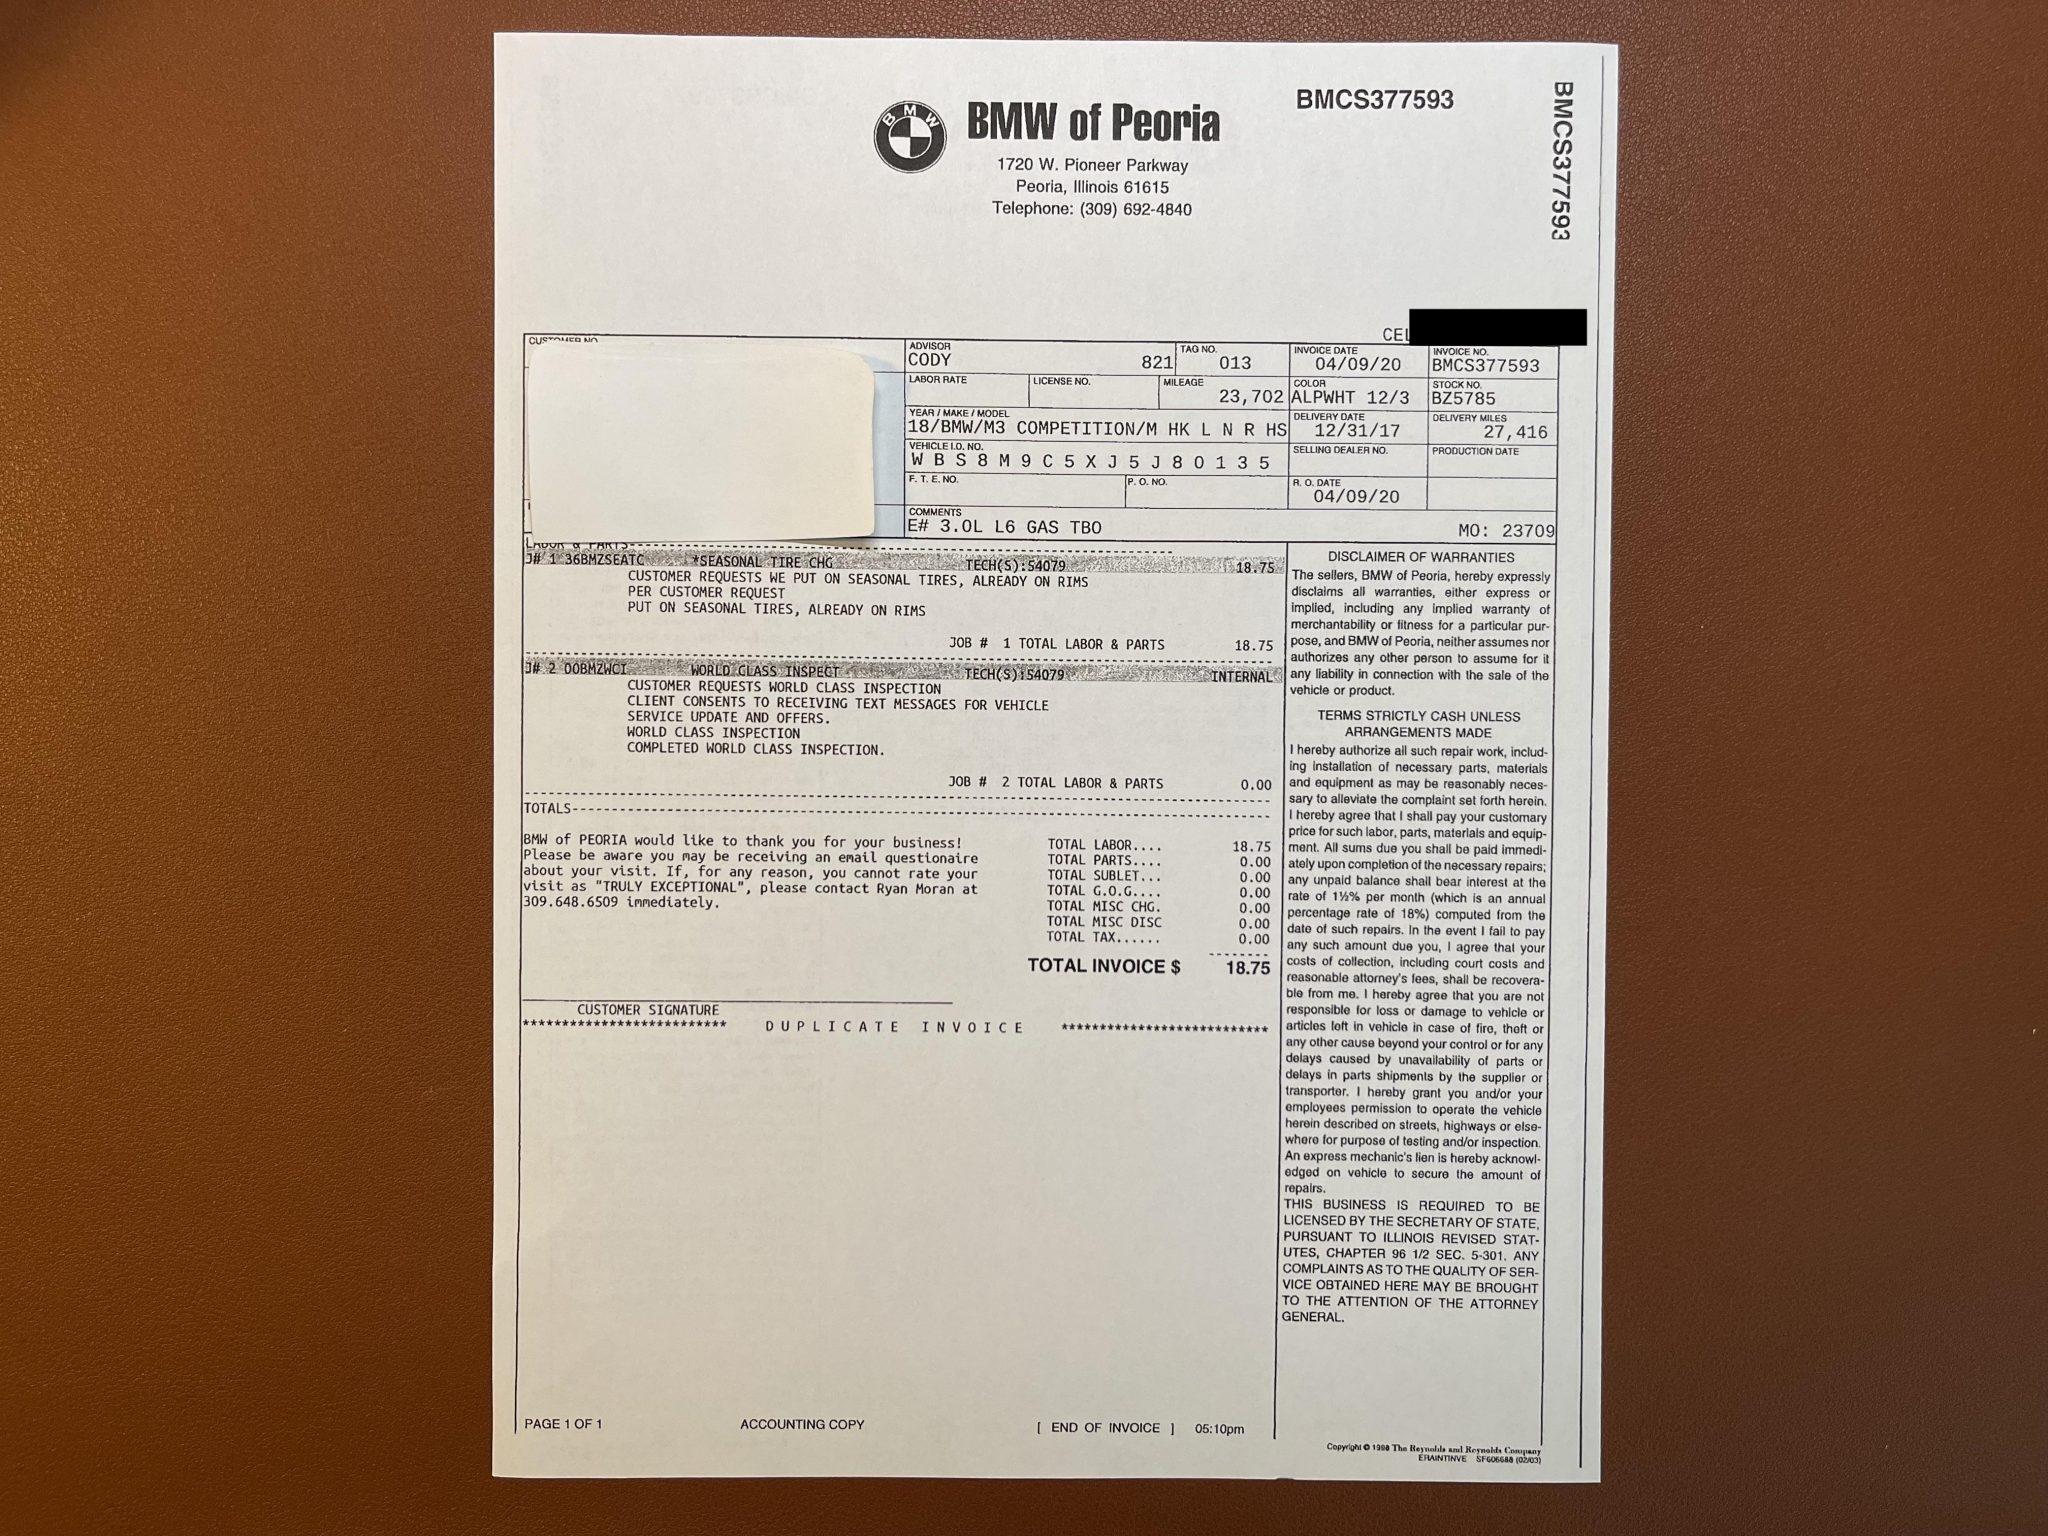 BMCS377593
BMCS377593
BMW
BMW of Peoria
1720 W. Pioneer Parkway
Peoria, Illinois 61615
Telephone: (309) 692-4840
CEL
CUSTOMER NO.
ADVISOR
CODY 821
TAG NO.
013
INVOICE DATE
04/09/20
INVOICE NO.
BMCS377593
LABOR RATE
LICENSE NO.
MILEAGE
23,702
COLOR
ALPWHT 12/3
STOCK NO.
BZ5785
YEAR / MAKE / MODEL
18/BMW/M3 COMPETITION/M HK L N R HS
DELIVERY DATE
12/31/17
DELIVERY MILES
27,416
VEHICLE I.D. NO.
W B S 8 M 9 C 5 X J 5 J 8 0 1 3 5
SELLING DEALER NO.
PRODUCTION DATE
F. T. E. NO.
P. O. NO.
R. O. DATE
04/09/20
COMMENTS
E# 3.0L L6 GAS TBO
MO: 23709
LABOR & PARTS
J# 1 36BMZSEATC *SEASONAL TIRE CHG TECH(S):54079 18.75
CUSTOMER REQUESTS WE PUT ON SEASONAL TIRES, ALREADY ON RIMS
PER CUSTOMER REQUEST
PUT ON SEASONAL TIRES, ALREADY ON RIMS
JOB # 1 TOTAL LABOR & PARTS 18.75
J# 2 00BMZWCI WORLD CLASS INSPECT TECH(S):54079 INTERNAL
CUSTOMER REQUESTS WORLD CLASS INSPECTION
CLIENT CONSENTS TO RECEIVING TEXT MESSAGES FOR VEHICLE
SERVICE UPDATE AND OFFERS.
WORLD CLASS INSPECTION
COMPLETED WORLD CLASS INSPECTION.
JOB # 2 TOTAL LABOR & PARTS 0.00
TOTALS
BMW of PEORIA would like to thank you for your business!
Please be aware you may be receiving an email questionaire
about your visit. If, for any reason, you cannot rate your
visit as "TRULY EXCEPTIONAL", please contact Ryan Moran at
309.648.6509 immediately.
TOTAL LABOR.... 18.75
TOTAL PARTS.... 0.00
TOTAL SUBLET... 0.00
TOTAL G.O.G.... 0.00
TOTAL MISC CHG. 0.00
TOTAL MISC DISC 0.00
TOTAL TAX...... 0.00
TOTAL INVOICE $ 18.75
CUSTOMER SIGNATURE
*************************** DUPLICATE INVOICE ***************************
DISCLAIMER OF WARRANTIES
The sellers, BMW of Peoria, hereby expressly
disclaims all warranties, either express or
implied, including any implied warranty of
merchantability or fitness for a particular pur-
pose, and BMW of Peoria, neither assumes nor
authorizes any other person to assume for it
any liability in connection with the sale of the
vehicle or product.
TERMS STRICTLY CASH UNLESS
ARRANGEMENTS MADE
I hereby authorize all such repair work, includ-
ing installation of necessary parts, materials
and equipment as may be reasonably neces-
sary to alleviate the complaint set forth herein.
I hereby agree that I shall pay your customary
price for such labor, parts, materials and equip-
ment. All sums due you shall be paid immedi-
ately upon completion of the necessary repairs;
any unpaid balance shall bear interest at the
rate of 1½% per month (which is an annual
percentage rate of 18%) computed from the
date of such repairs. In the event I fail to pay
any such amount due you, I agree that your
costs of collection, including court costs and
reasonable attorney's fees, shall be recovera-
ble from me. I hereby agree that you are not
responsible for loss or damage to vehicle or
articles left in vehicle in case of fire, theft or
any other cause beyond your control or for any
delays caused by unavailability of parts or
delays in parts shipments by the supplier or
transporter. I hereby grant you and/or your
employees permission to operate the vehicle
herein described on streets, highways or else-
where for purpose of testing and/or inspection.
An express mechanic's lien is hereby acknowl-
edged on vehicle to secure the amount of
repairs.
THIS BUSINESS IS REQUIRED TO BE
LICENSED BY THE SECRETARY OF STATE,
PURSUANT TO ILLINOIS REVISED STAT-
UTES, CHAPTER 96 1/2 SEC. 5-301. ANY
COMPLAINTS AS TO THE QUALITY OF SER-
VICE OBTAINED HERE MAY BE BROUGHT
TO THE ATTENTION OF THE ATTORNEY
GENERAL.
PAGE 1 OF 1 ACCOUNTING COPY [ END OF INVOICE ] 05:10pm
Copyright © 1998 The Reynolds and Reynolds Company
ERAINTINVE SF606688 (02/03)